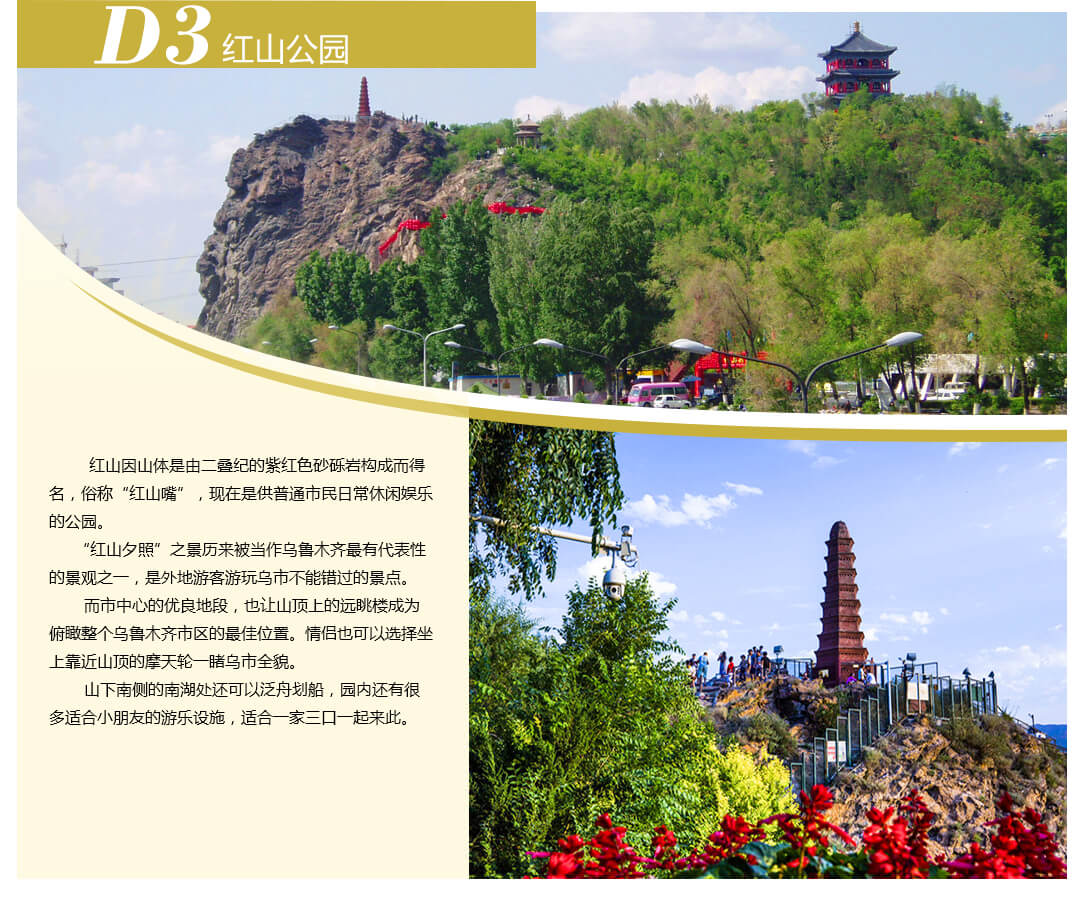 D3 红山公园
红山因山体是由二叠纪的紫红色砂砾岩构成而得
名，俗称“红山嘴”，现在是供普通市民日常休闲娱乐
的公园。
“红山夕照”之景历来被当作乌鲁木齐最有代表性
的景观之一，是外地游客游玩乌市不能错过的景点。
而市中心的优良地段，也让山顶上的远眺楼成为
俯瞰整个乌鲁木齐市区的最佳位置。情侣也可以选择坐
上靠近山顶的摩天轮一睹乌市全貌。
山下南侧的南湖处还可以泛舟划船，园内还有很
多适合小朋友的游乐设施，适合一家三口一起来此。